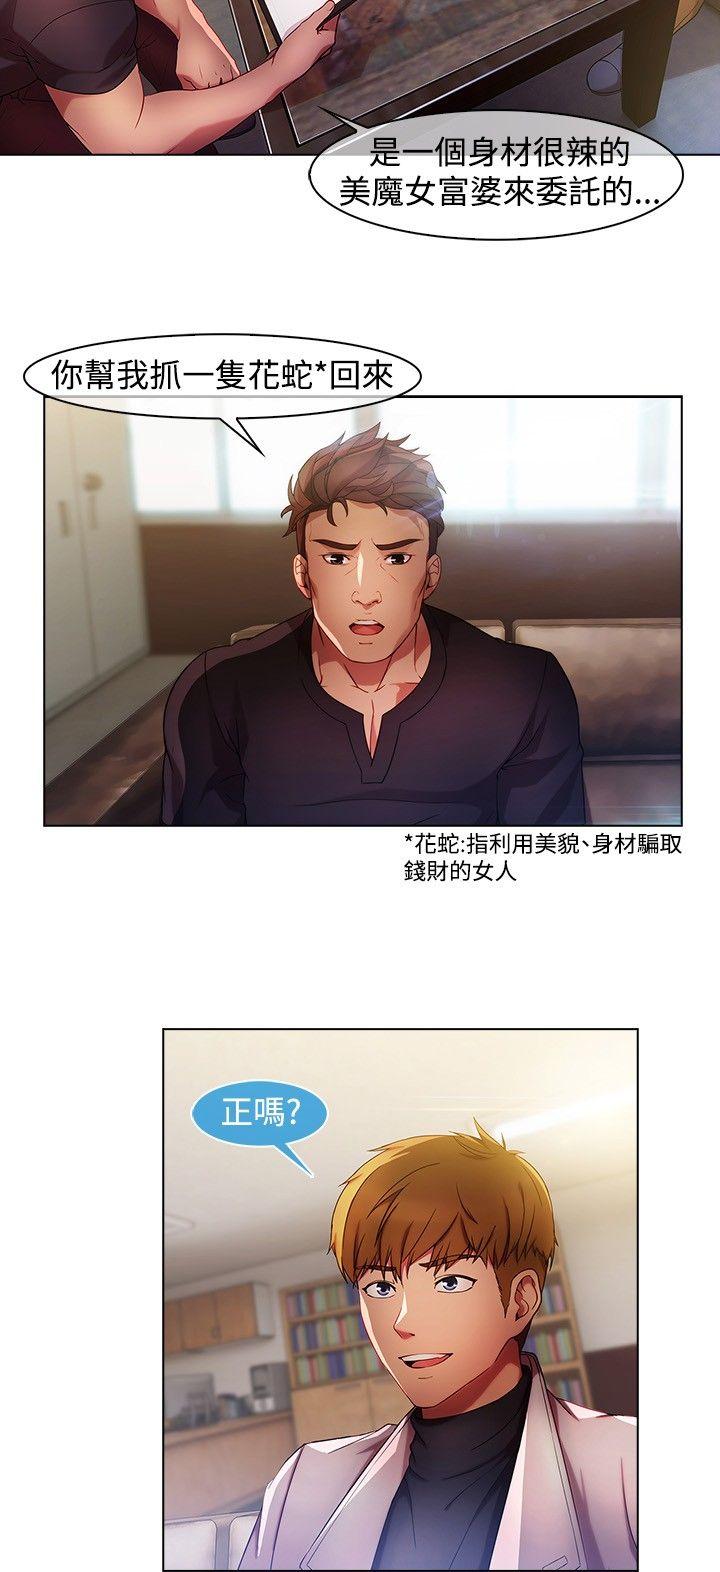 是一個身材很辣的
美魔女富婆來委託的...
你幫我抓一隻花蛇*回來
*花蛇:指利用美貌、身材騙取
錢財的女人
正嗎?